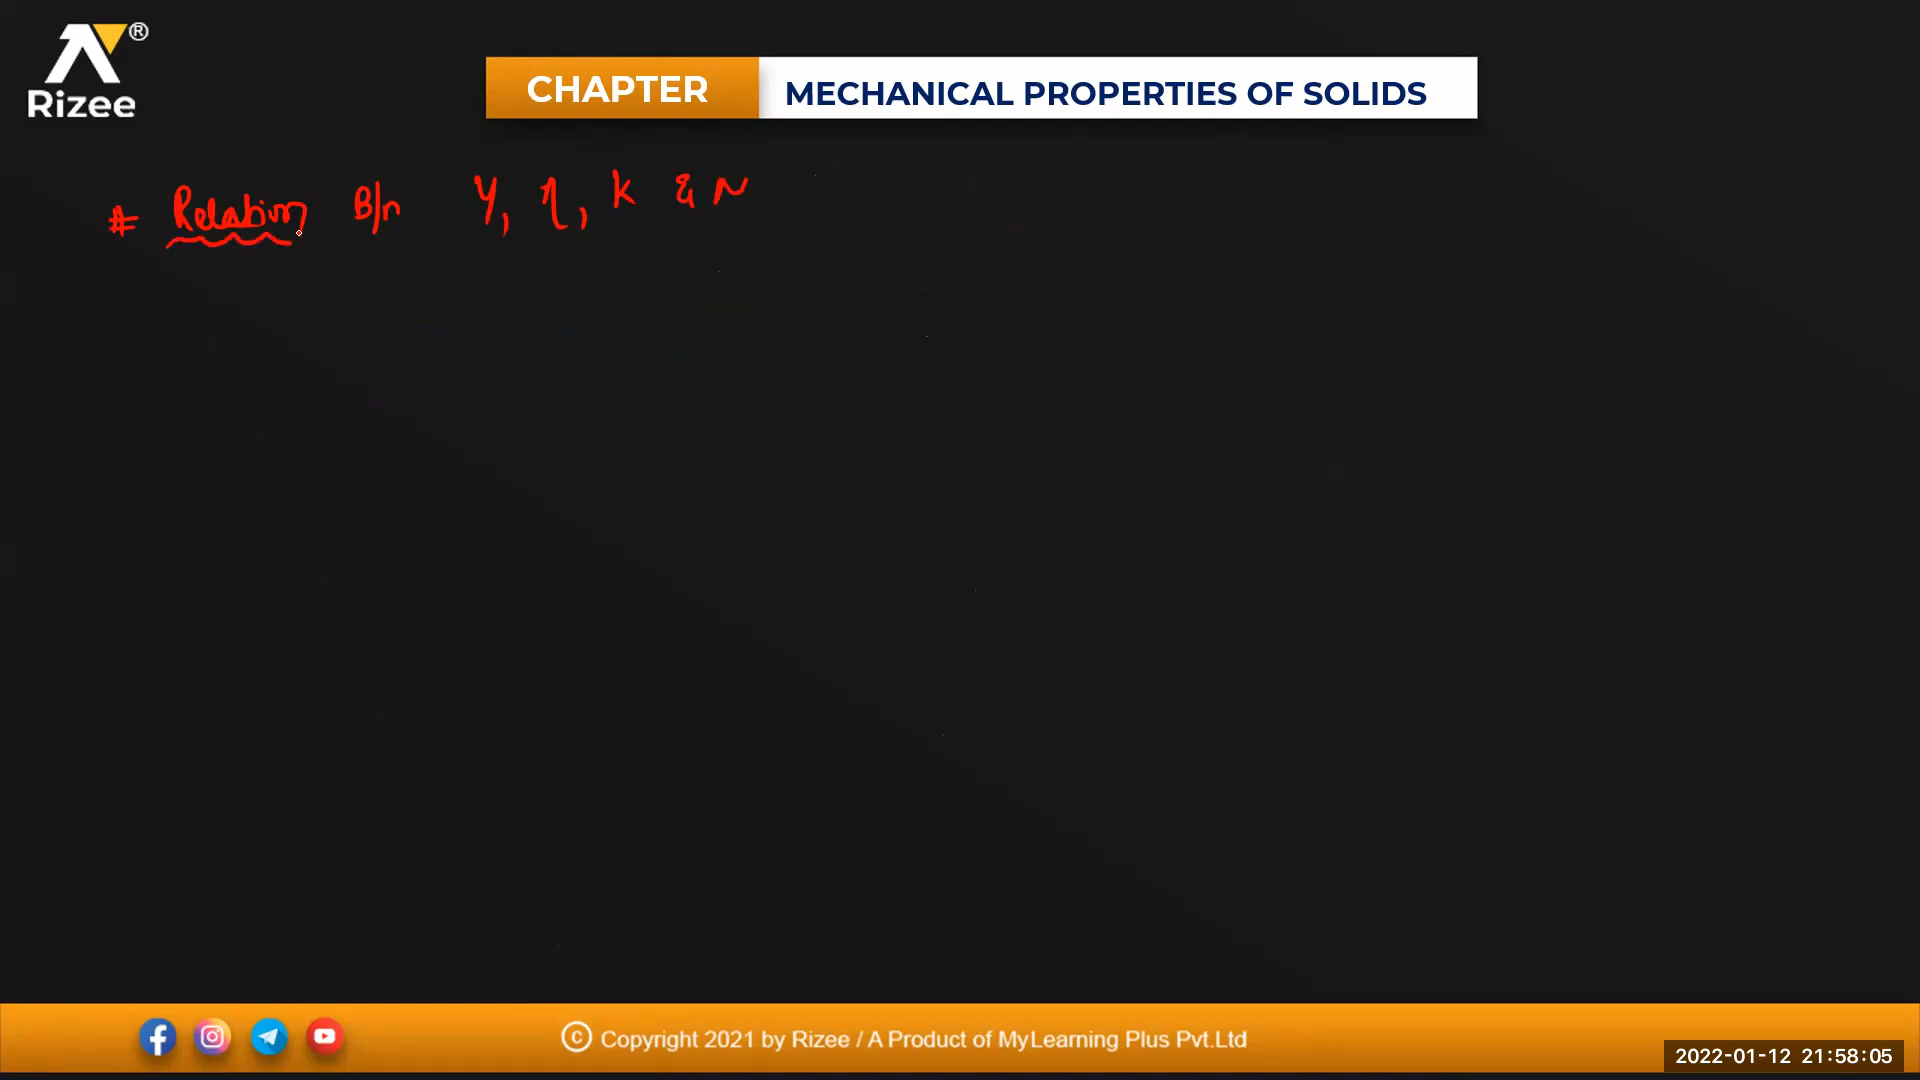 ®
Rizee
CHAPTER MECHANICAL PROPERTIES OF SOLIDS
# Relation B/n Y, η, k & ~
© Copyright 2021 by Rizee / A Product of MyLearning Plus Pvt.Ltd
2022-01-12 21:58:05